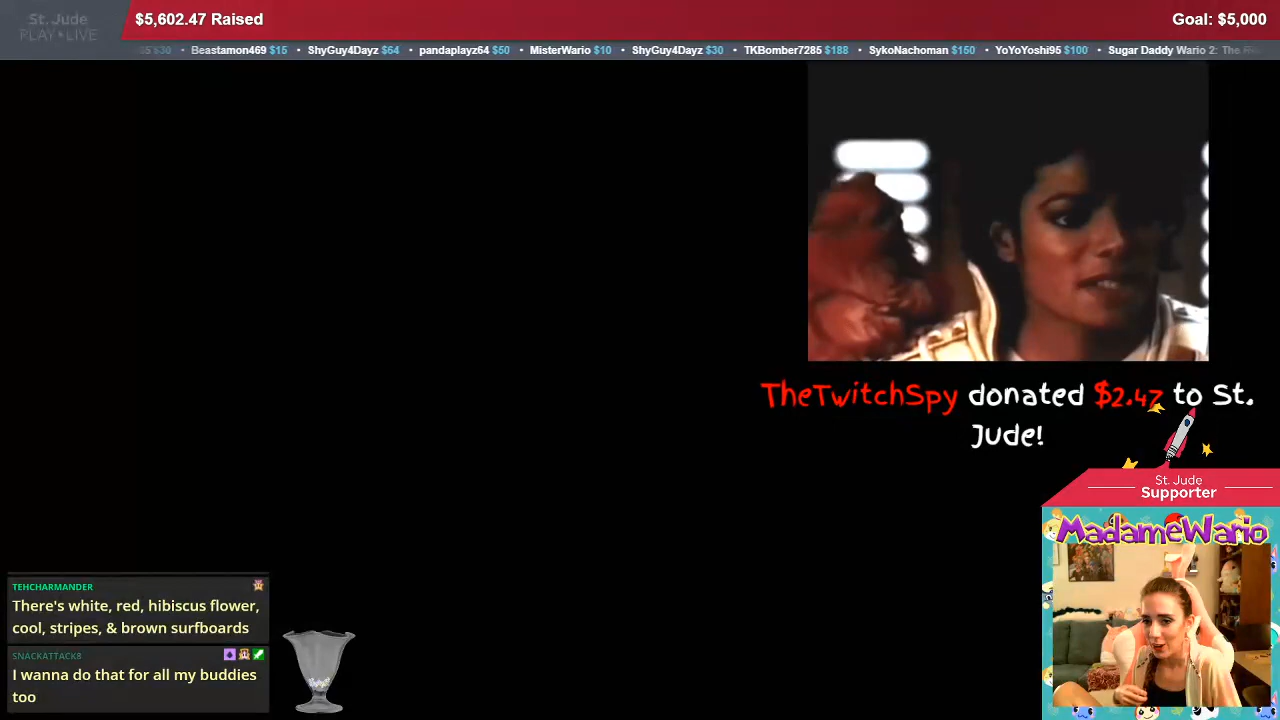 St. Jude
PLAY LIVE
$5,602.47 Raised
Goal: $5,000
Beastamon469 $15 ShyGuy4Dayz $64 pandaplayz64 $50 MisterWario $10 ShyGuy4Dayz $30 TKBomber7285 $188 SykoNachoman $150 YoYoYoshi95 $100 Sugar Daddy Wario 2: The
TheTwitchSpy donated $2.47 to St.
Jude!
St. Jude
Supporter
MadameWario
TEHCHARMANDER
There's white, red, hibiscus flower,
cool, stripes, & brown surfboards
SNACKATTACK8
I wanna do that for all my buddies
too